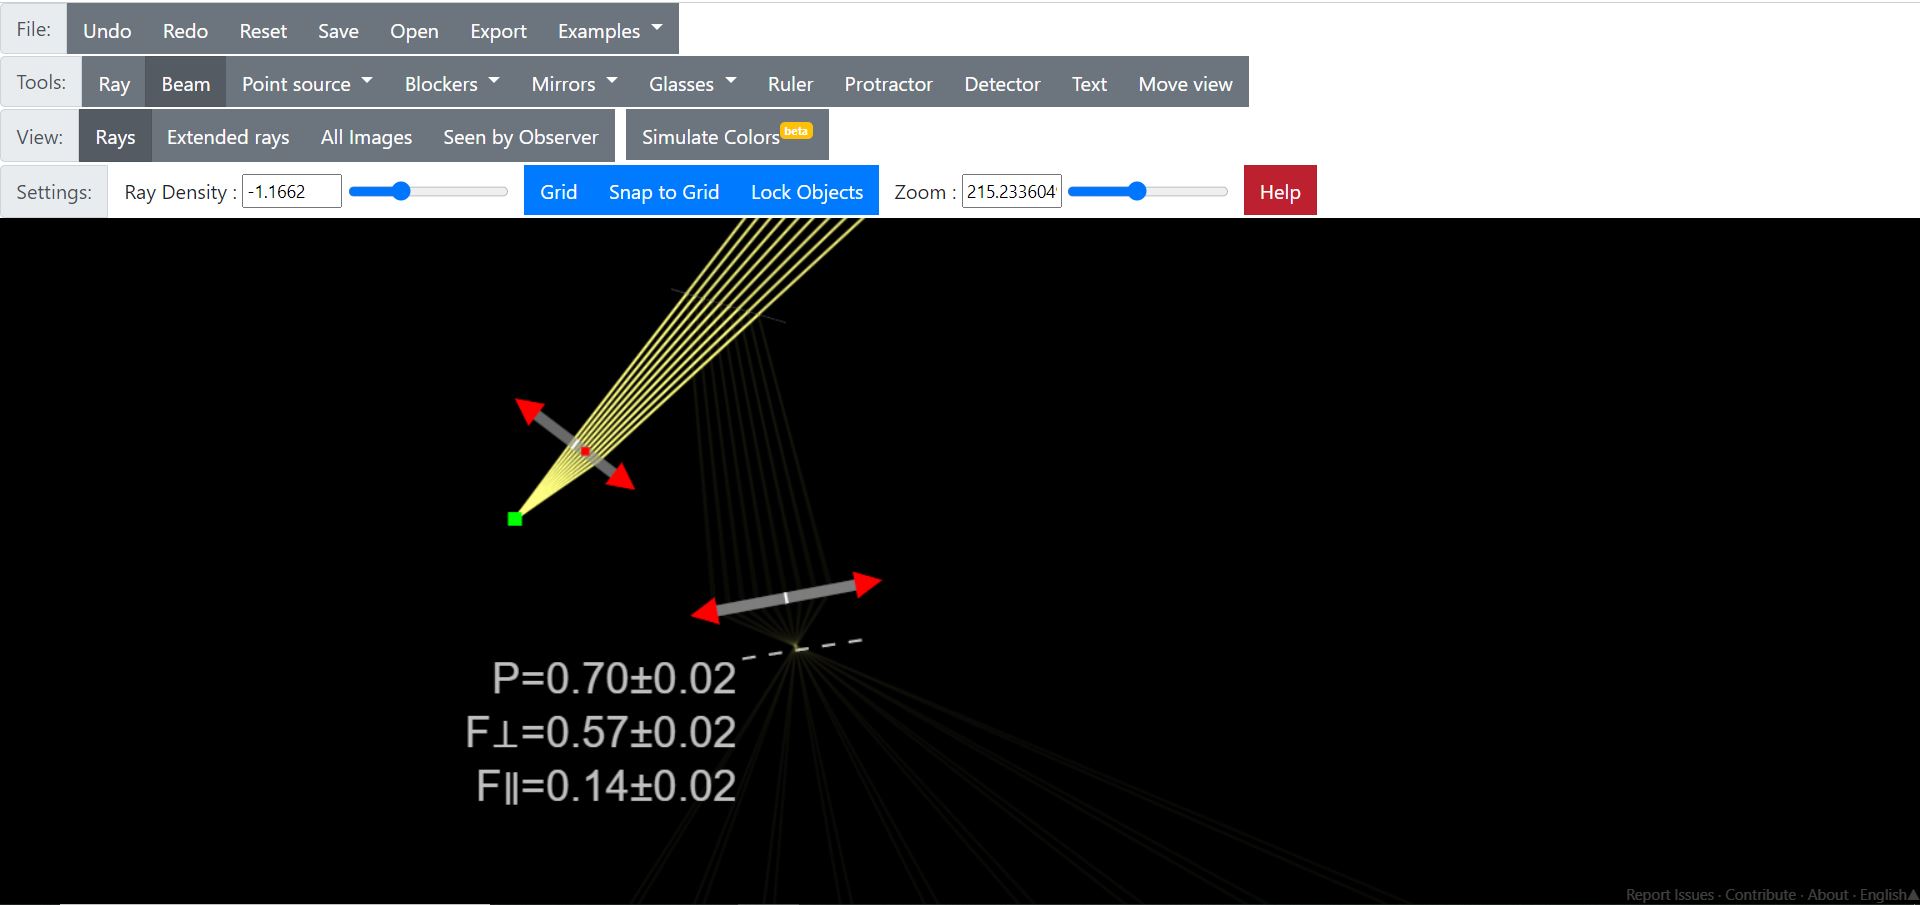 File: Undo Redo Reset Save Open Export Examples
Tools: Ray Beam Point source Blockers Mirrors Glasses Ruler Protractor Detector Text Move view
View: Rays Extended rays All Images Seen by Observer Simulate Colors beta
Settings: Ray Density : -1.1662 Grid Snap to Grid Lock Objects Zoom : 215.233604 Help
P=0.70±0.02
F⊥=0.57±0.02
F∥=0.14±0.02
Report Issues · Contribute · About · English▲